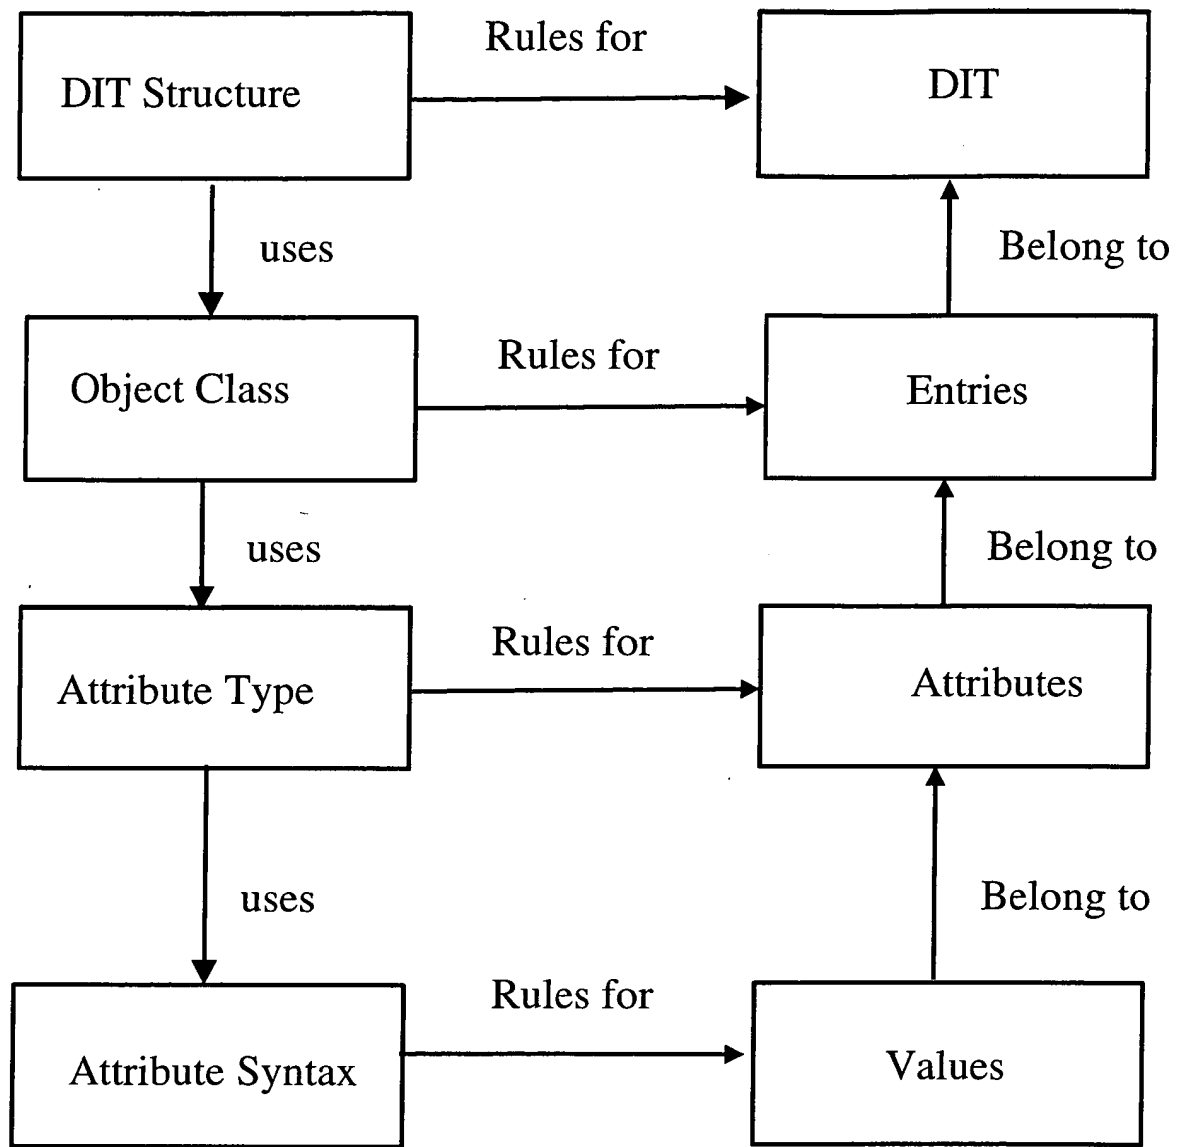 Rules for
DIT Structure
DIT
uses
Belong to
Rules for
Object Class
Entries
uses
Belong to
Rules for
Attribute Type
Attributes
uses
Belong to
Rules for
Attribute Syntax
Values